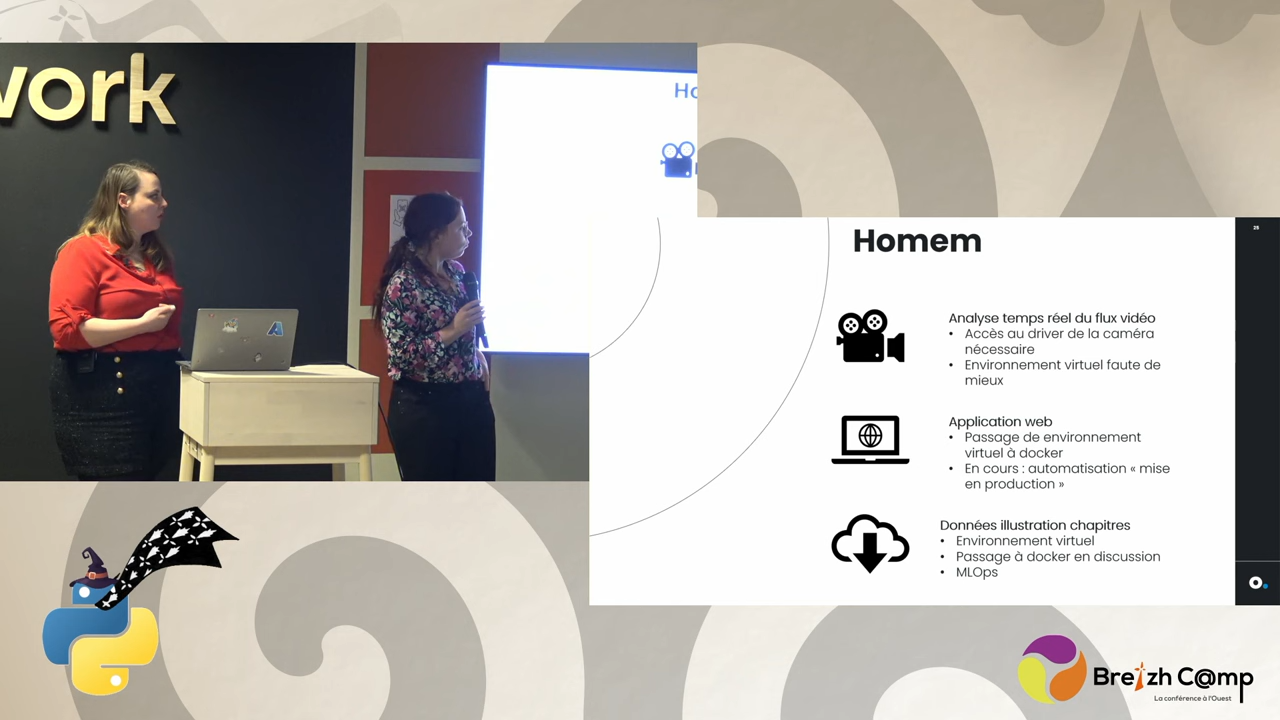 work
Ho
25
Homem
Analyse temps réel du flux vidéo
• Accès au driver de la caméra
nécessaire
• Environnement virtuel faute de
mieux
Application web
• Passage de environnement
virtuel à docker
• En cours : automatisation « mise
en production »
Données illustration chapitres
• Environnement virtuel
• Passage à docker en discussion
• MLOps
Breizh C@mp
La conférence à l'Ouest